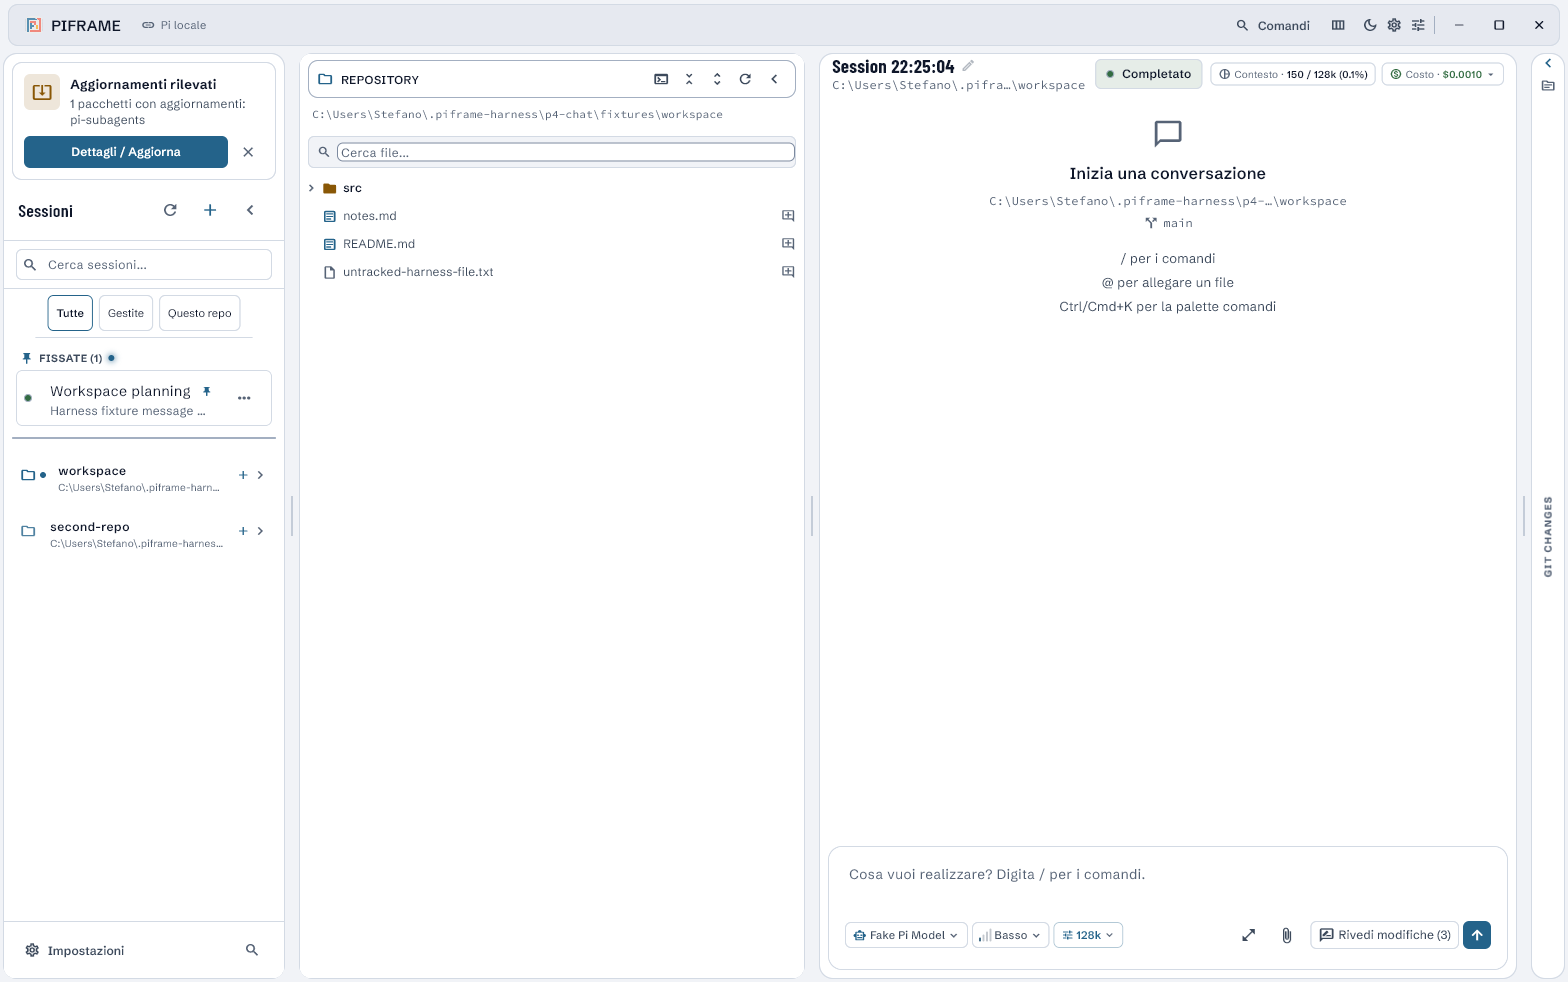 PIFRAME
Pi locale
Comandi
Aggiornamenti rilevati
1 pacchetti con aggiornamenti:
pi-subagents
Dettagli / Aggiorna
Sessioni
Cerca sessioni...
Tutte
Gestite
Questo repo
FISSATE (1)
Workspace planning
Harness fixture message ...
workspace
C:\Users\Stefano\.piframe-harn...
second-repo
C:\Users\Stefano\.piframe-harnes...
Impostazioni
REPOSITORY
C:\Users\Stefano\.piframe-harness\p4-chat\fixtures\workspace
Cerca file...
src
notes.md
README.md
untracked-harness-file.txt
Session 22:25:04
C:\Users\Stefano\.pifra…\workspace
Completato
Contesto · 150 / 128k (0.1%)
Costo · $0.0010
Inizia una conversazione
C:\Users\Stefano\.piframe-harness\p4-…\workspace
main
/ per i comandi
@ per allegare un file
Ctrl/Cmd+K per la palette comandi
Cosa vuoi realizzare? Digita / per i comandi.
Fake Pi Model
Basso
128k
Rivedi modifiche (3)
GIT CHANGES